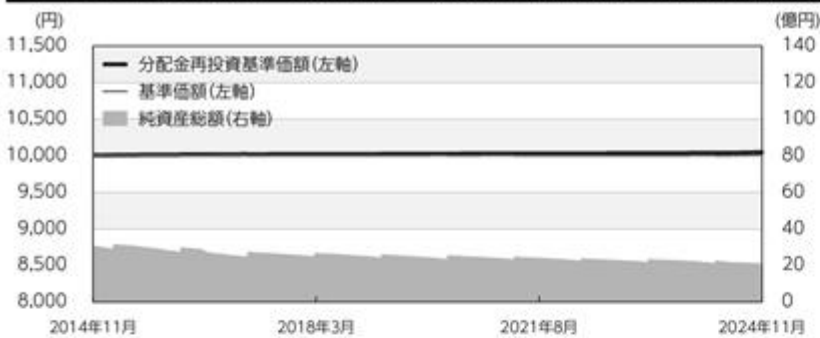 (円)
(億円)
11,500
140
分配金再投資基準価額(左軸)
11,000
120
基準価額(左軸)
10,500
純資産総額(右軸)
100
10,000
80
9,500
60
9,000
40
8,500
20
8,000
0
2014年11月
2018年3月
2021年8月
2024年11月